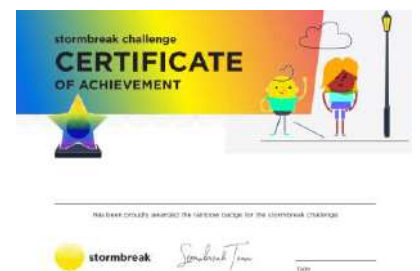 stormbreak challenge
CERTIFICATE
OF ACHIEVEMENT
has been proudly awarded the rainbow badge for the stormbreak challenge
stormbreak
Stormbreak Team